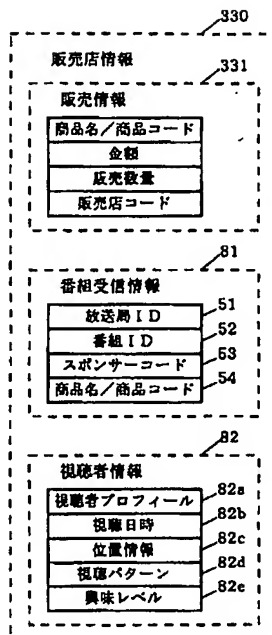 330
販売店情報
331
販売情報
商品名／商品コード
金額
販売数量
販売店コード
81
番組受信情報
放送局ID
51
番組ID
52
スポンサーコード
53
商品名／商品コード
54
82
視聴者情報
視聴者プロフィール
82a
視聴日時
82b
位置情報
82c
視聴パターン
82d
興味レベル
82e